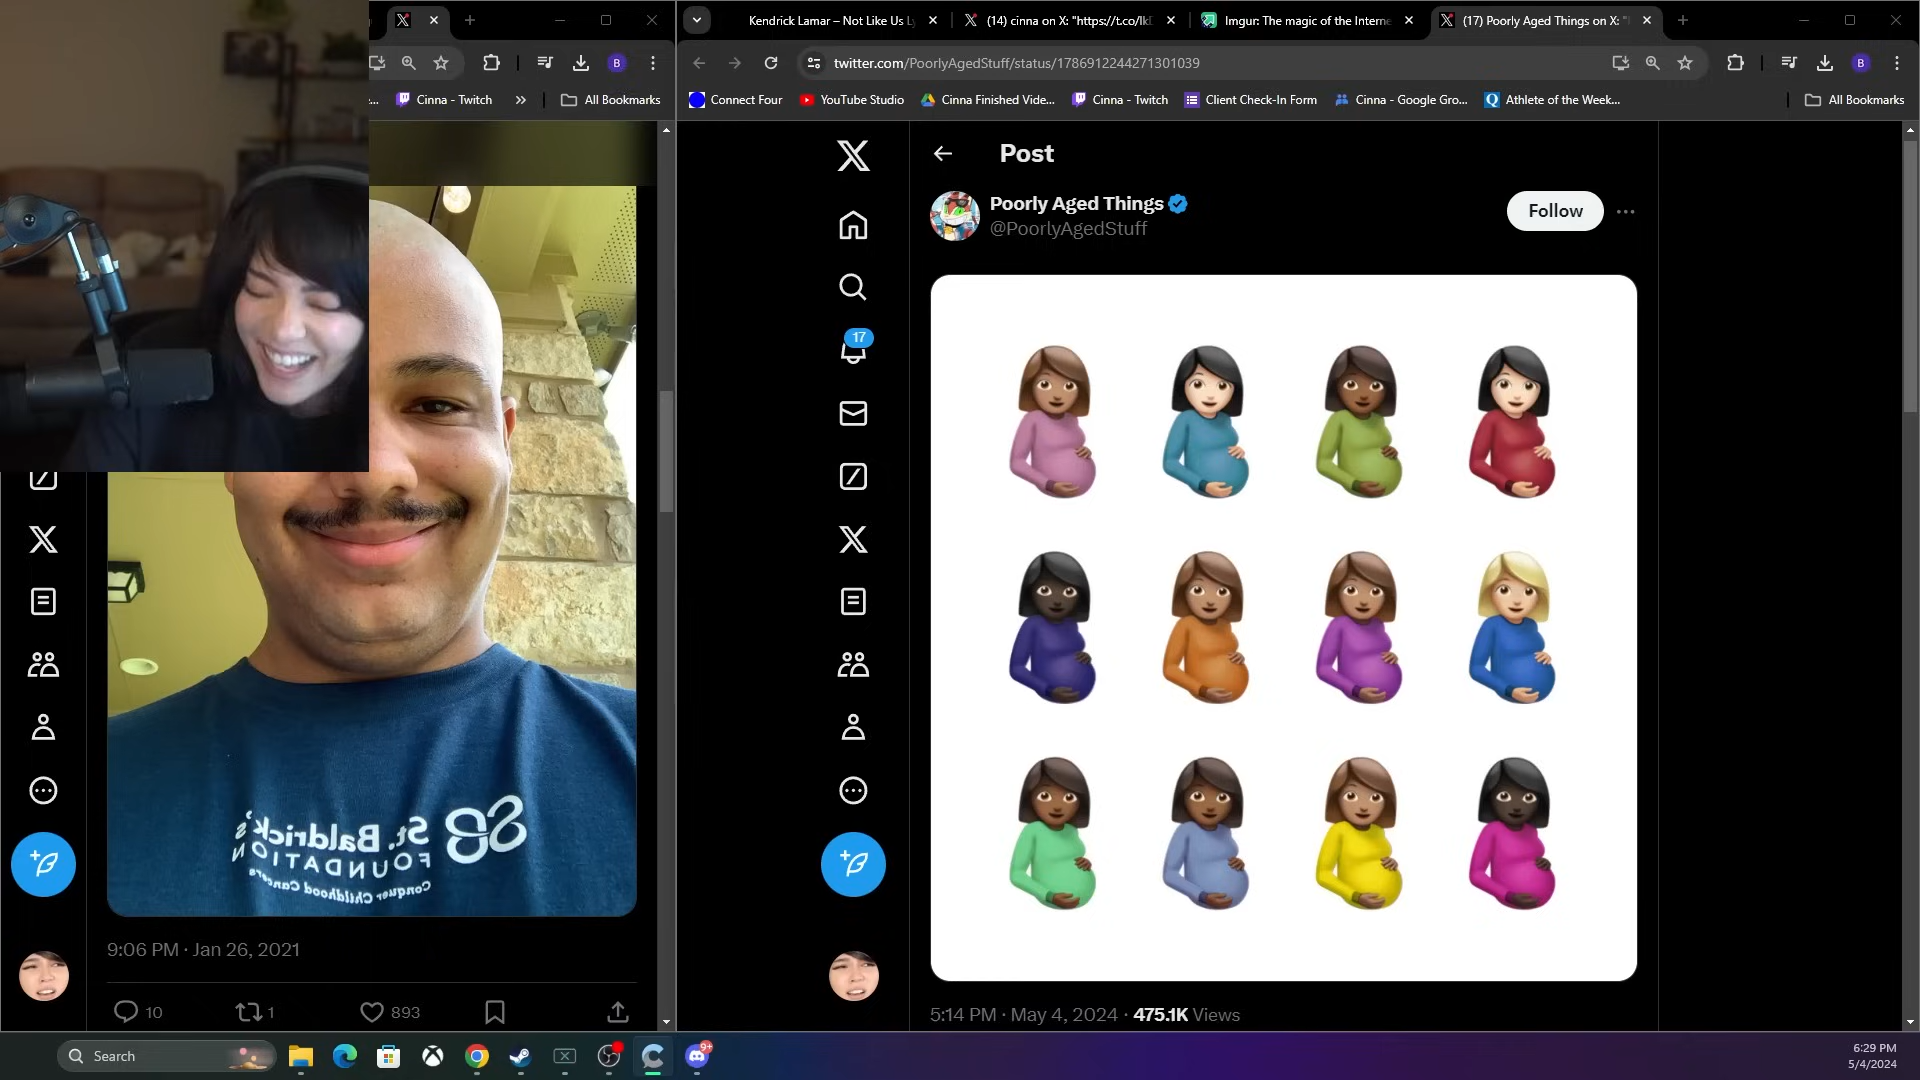 Kendrick Lamar – Not Like Us Ly
(14) cinna on X: "https://t.co/Ik
Imgur: The magic of the Interne
(17) Poorly Aged Things on X: "
twitter.com/PoorlyAgedStuff/status/1786912244271301039
B
B
Cinna - Twitch
»
All Bookmarks
Connect Four
YouTube Studio
Cinna Finished Vide...
Cinna - Twitch
Client Check-In Form
Cinna - Google Gro...
Athlete of the Week...
All Bookmarks
Post
Poorly Aged Things
@PoorlyAgedStuff
Follow
17
St. Baldrick's
FOUNDATION
Conquer Childhood Cancers
9:06 PM · Jan 26, 2021
10
1
893
5:14 PM · May 4, 2024 · 475.1K Views
Search
9+
6:29 PM
5/4/2024